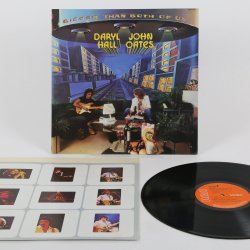 BIGGER THAN BOTH OF US
DARYL JOHN
HALL OATES